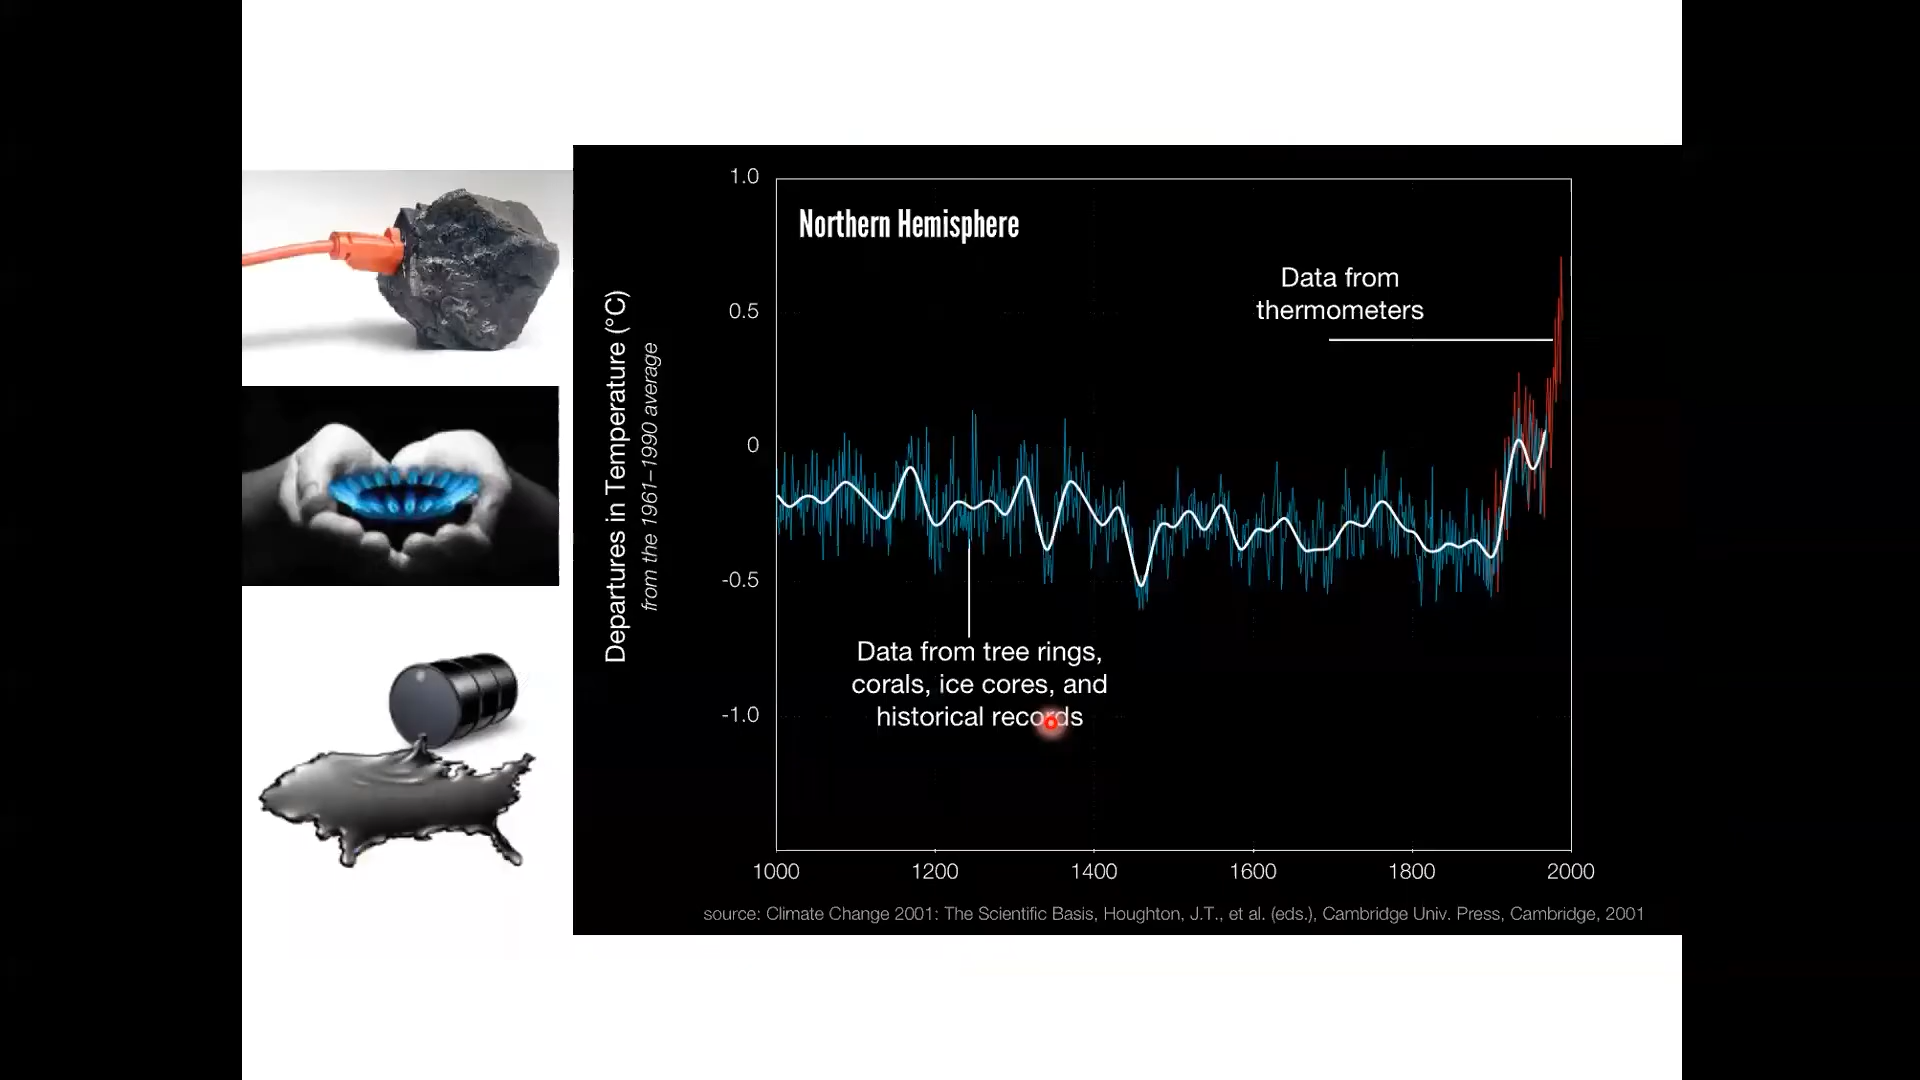 1.0
Northern Hemisphere
Data from
thermometers
0.5
Departures in Temperature (°C)
from the 1961–1990 average
0
-0.5
Data from tree rings,
corals, ice cores, and
historical records
-1.0
1000 1200 1400 1600 1800 2000
source: Climate Change 2001: The Scientific Basis, Houghton, J.T., et al. (eds.), Cambridge Univ. Press, Cambridge, 2001